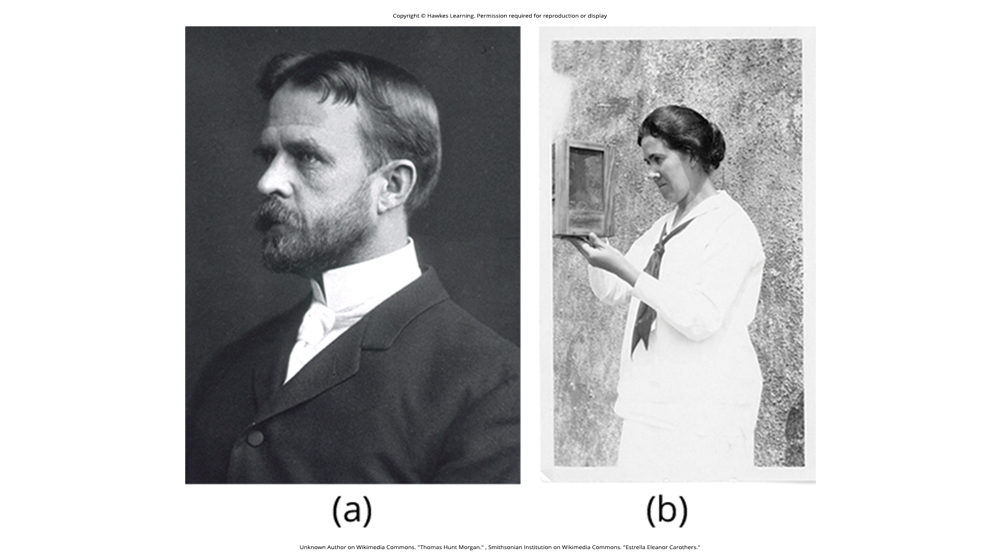 Copyright © Hawkes Learning. Permission required for reproduction or display
(a)
(b)
Unknown Author on Wikimedia Commons. "Thomas Hunt Morgan." , Smithsonian Institution on Wikimedia Commons. "Estrella Eleanor Carothers."